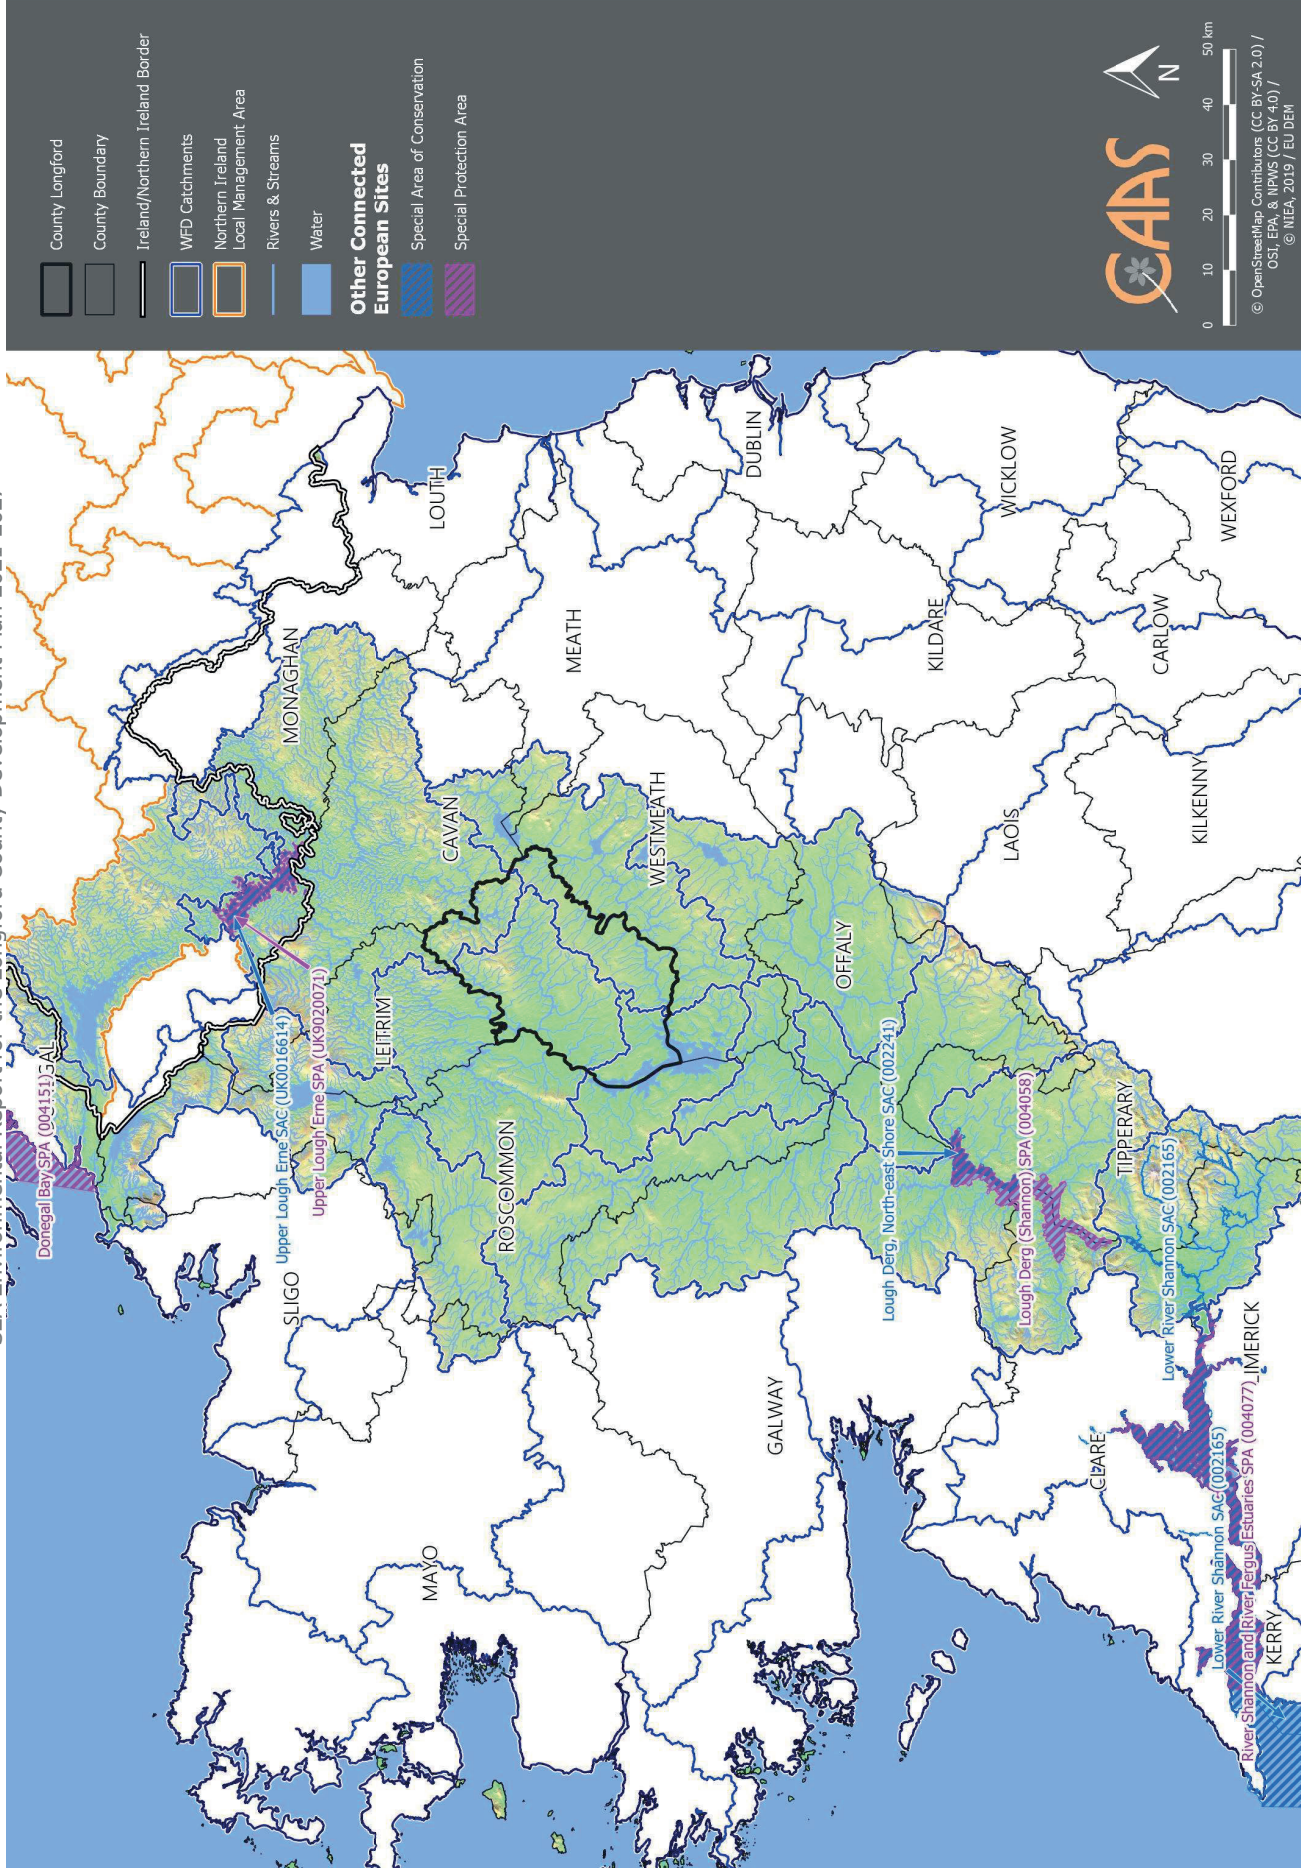 Donegal Bay SPA (004151)
GAL
Upper Lough Erne SAC (UK0016614)
Upper Lough Erne SPA (UK9020071)
MONAGHAN
LOUTH
SLIGO
LEITRIM
CAVAN
MAYO
ROSCOMMON
MEATH
WESTMEATH
DUBLIN
GALWAY
OFFALY
KILDARE
Lough Derg, North-east Shore SAC (002241)
Lough Derg (Shannon) SPA (004058)
LAOIS
WICKLOW
CLARE
TIPPERARY
CARLOW
Lower River Shannon SAC (002165)
KILKENNY
WEXFORD
Lower River Shannon SAC (002165)
River Shannon and River Fergus Estuaries SPA (004077)
IMERICK
KERRY
County Longford
County Boundary
Ireland/Northern Ireland Border
WFD Catchments
Northern Ireland
Local Management Area
Rivers & Streams
Water
Other Connected
European Sites
Special Area of Conservation
Special Protection Area
CAAS
N
0 10 20 30 40 50 km
© OpenStreetMap Contributors (CC BY-SA 2.0) /
OSI, EPA, & NPWS (CC BY 4.0) /
© NIEA, 2019 / EU DEM